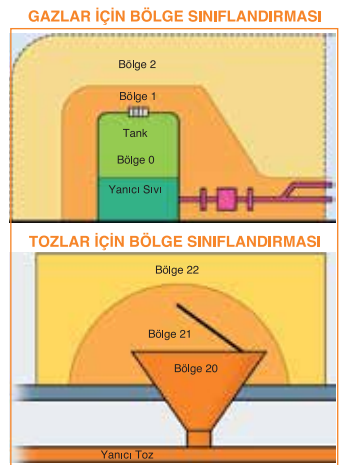 GAZLAR İÇİN BÖLGE SINIFLANDIRMASI
Bölge 2
Bölge 1
Tank
Bölge 0
Yanıcı Sıvı
TOZLAR İÇİN BÖLGE SINIFLANDIRMASI
Bölge 22
Bölge 21
Bölge 20
Yanıcı Toz